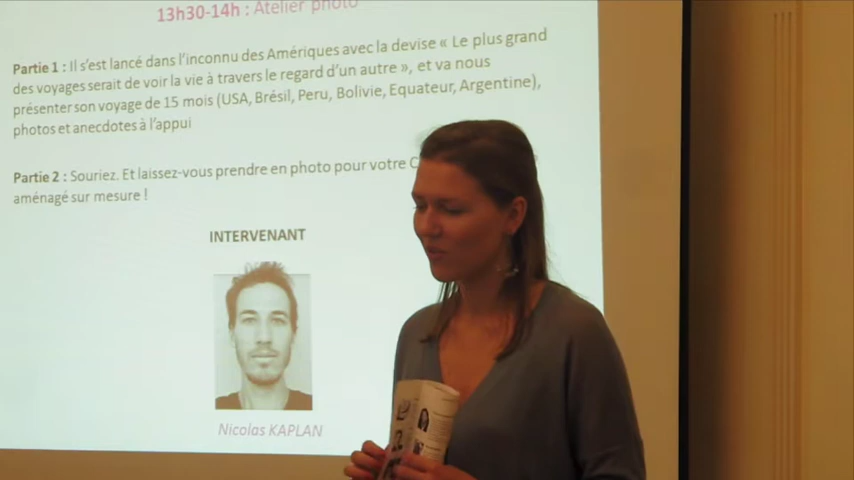 13h30-14h : Atelier photo
Partie 1 : Il s'est lancé dans l'inconnu des Amériques avec la devise « Le plus grand
des voyages serait de voir la vie à travers le regard d'un autre », et va nous
présenter son voyage de 15 mois (USA, Brésil, Peru, Bolivie, Equateur, Argentine),
photos et anecdotes à l'appui
Partie 2 : Souriez. Et laissez-vous prendre en photo pour votre
aménagé sur mesure !
INTERVENANT
Nicolas KAPLAN